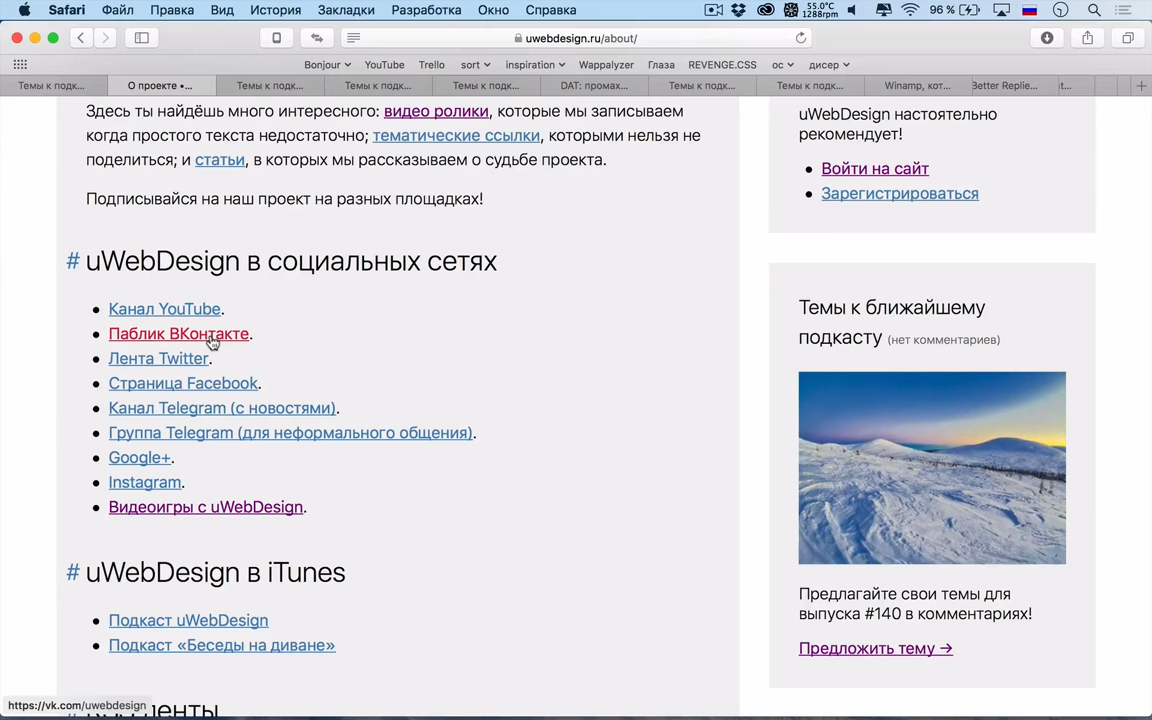 Safari Файл Правка Вид История Закладки Разработка Окно Справка 55.0°C 1288rpm 96 %
uwebdesign.ru/about/
Bonjour YouTube Trello sort inspiration Wappalyzer Глаза REVENGE.CSS ос дисер
Темы к подк... О проекте •... Темы к подк... Темы к подк... Темы к подк... DAT: промах... Темы к подк... Темы к подк... Winamp, кот... Better Replie... t...
Здесь ты найдёшь много интересного: видео ролики, которые мы записываем
когда простого текста недостаточно; тематические ссылки, которыми нельзя не
поделиться; и статьи, в которых мы рассказываем о судьбе проекта.
Подписывайся на наш проект на разных площадках!
# uWebDesign в социальных сетях
Канал YouTube.
Паблик ВКонтакте.
Лента Twitter.
Страница Facebook.
Канал Telegram (с новостями).
Группа Telegram (для неформального общения).
Google+.
Instagram.
Видеоигры с uWebDesign.
# uWebDesign в iTunes
Подкаст uWebDesign
Подкаст «Беседы на диване»
uWebDesign настоятельно
рекомендует!
Войти на сайт
Зарегистрироваться
Темы к ближайшему
подкасту (нет комментариев)
Предлагайте свои темы для
выпуска #140 в комментариях!
Предложить тему →
https://vk.com/uwebdesign